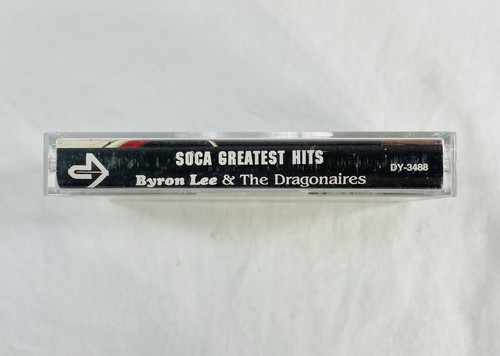 SOCA GREATEST HITS
Byron Lee & The Dragonaires
DY-3488